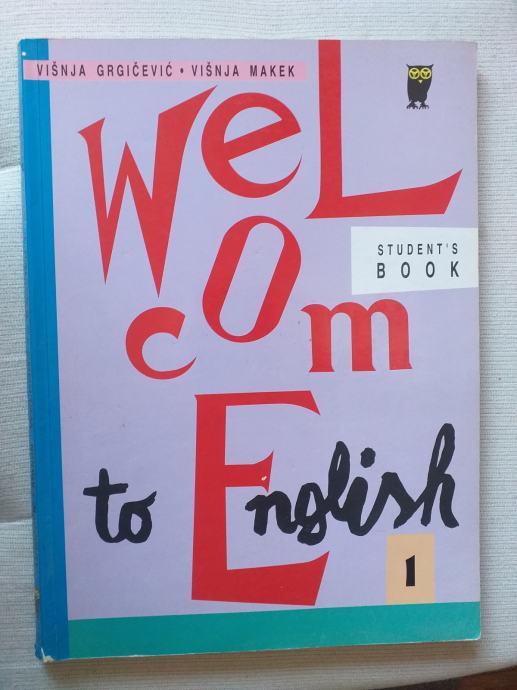 VIŠNJA GRGIČEVIĆ • VIŠNJA MAKEK
WeL
STUDENT'S
BOOK
com
to English
1